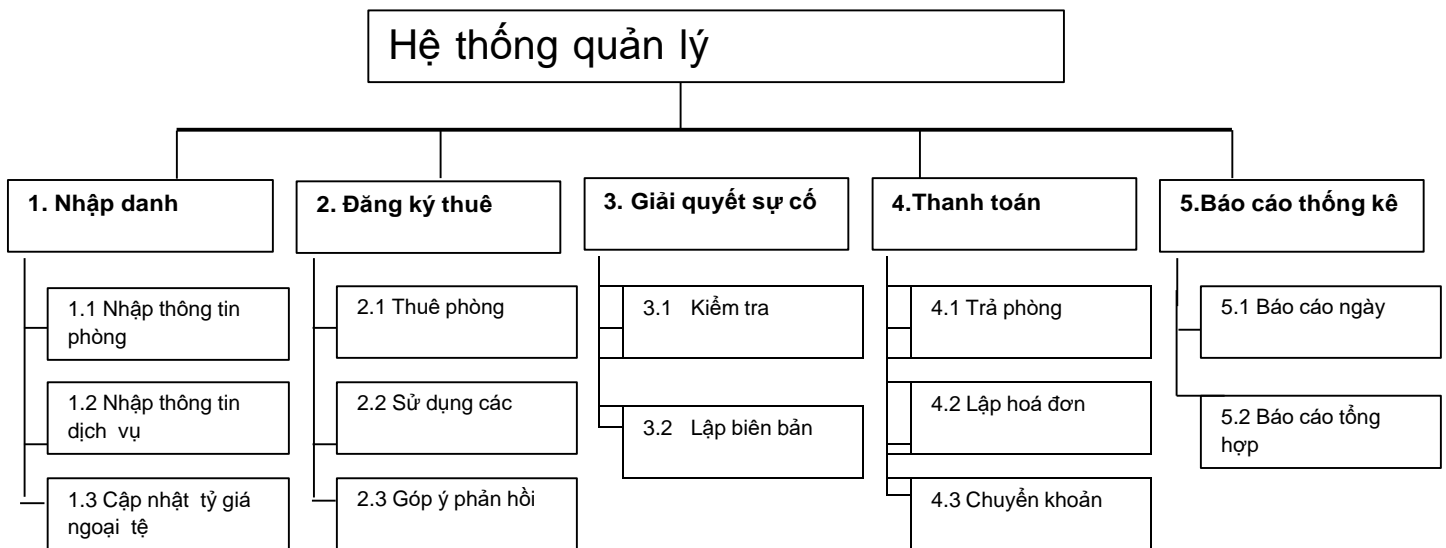 Hệ thống quản lý
1. Nhập danh
2. Đăng ký thuê
3. Giải quyết sự cố
4.Thanh toán
5.Báo cáo thống kê
1.1 Nhập thông tin
phòng
1.2 Nhập thông tin
dịch vụ
1.3 Cập nhật tỷ giá
ngoại tệ
2.1 Thuê phòng
2.2 Sử dụng các
2.3 Góp ý phản hồi
3.1 Kiểm tra
3.2 Lập biên bản
4.1 Trả phòng
4.2 Lập hoá đơn
4.3 Chuyển khoản
5.1 Báo cáo ngày
5.2 Báo cáo tổng
hợp